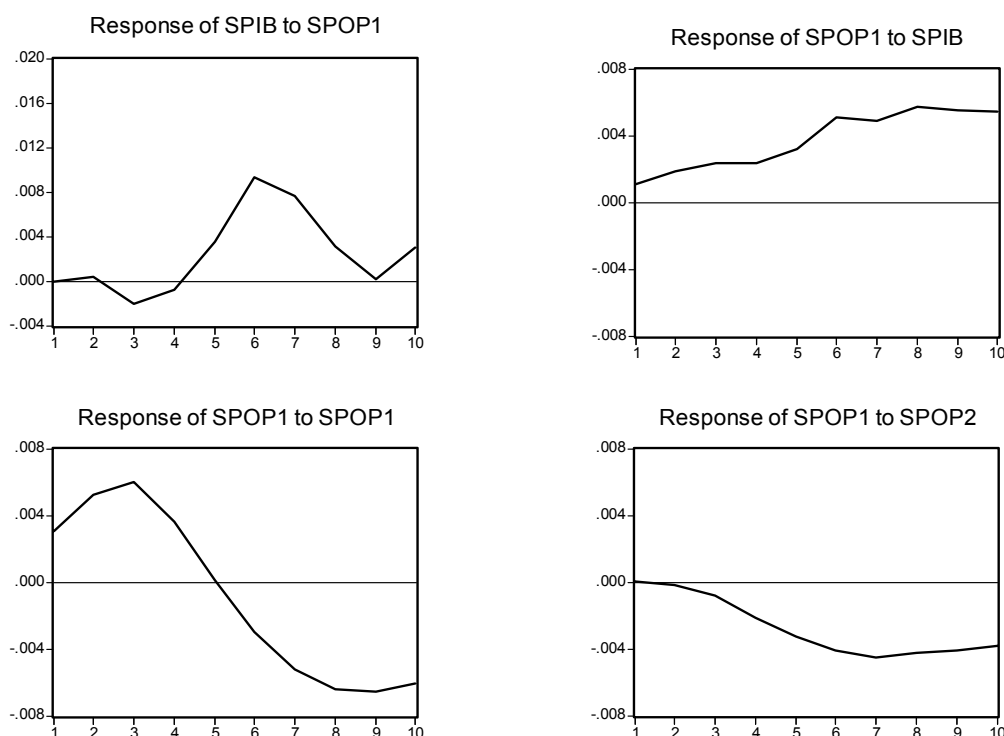 Response of SPIB to SPOP1
.020
.016
.012
.008
.004
.000
-.004
1 2 3 4 5 6 7 8 9 10
Response of SPOP1 to SPIB
.008
.004
.000
-.004
-.008
1 2 3 4 5 6 7 8 9 10
Response of SPOP1 to SPOP1
.008
.004
.000
-.004
-.008
1 2 3 4 5 6 7 8 9 10
Response of SPOP1 to SPOP2
.008
.004
.000
-.004
-.008
1 2 3 4 5 6 7 8 9 10